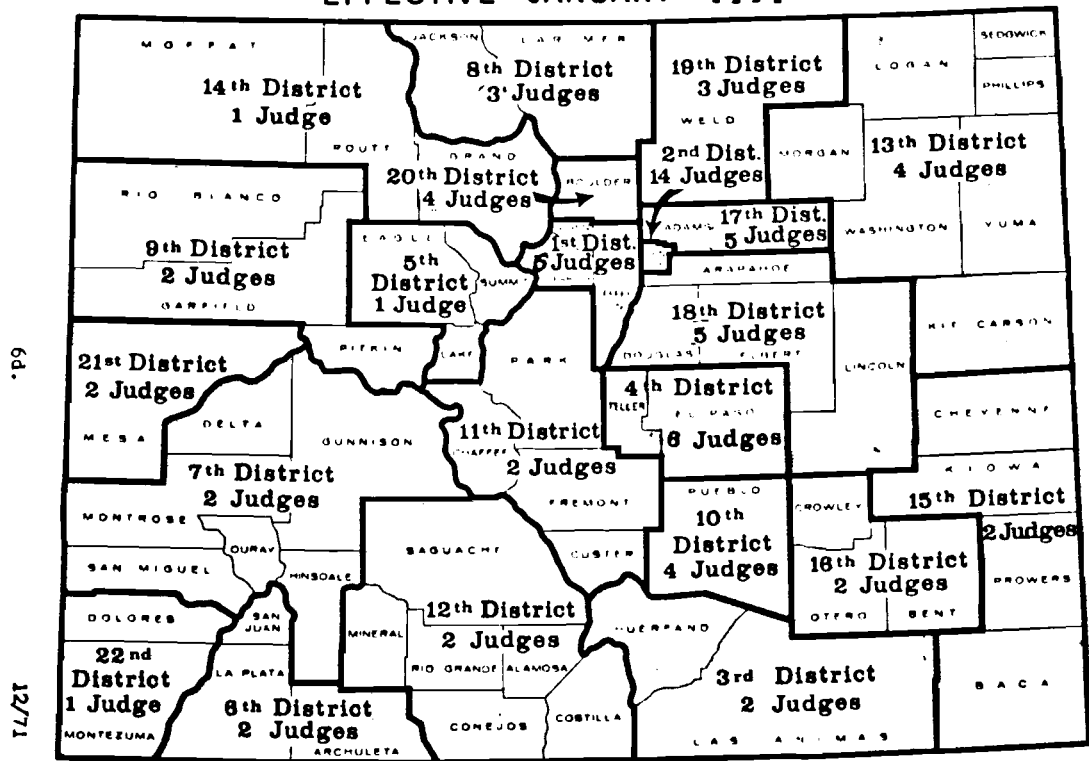 EFFECTIVE JANUARY
MOFFAT
JACKSON
LARIMER
LOGAN
SEDGWICK
PHILLIPS
14th District
1 Judge
8th District
3 Judges
19th District
3 Judges
WELD
ROUTT
GRAND
MORGAN
13th District
4 Judges
RIO BLANCO
20th District
4 Judges
BOULDER
2nd Dist.
14 Judges
ADAMS
17th Dist.
5 Judges
WASHINGTON
YUMA
9th District
2 Judges
GARFIELD
EAGLE
5th
District
1 Judge
SUMMIT
1st Dist.
5 Judges
ARAPAHOE
18th District
5 Judges
DOUGLAS
ELBERT
KIT CARSON
LINCOLN
PITKIN
LAKE
PARK
21st District
2 Judges
MESA
DELTA
GUNNISON
CHAFFEE
11th District
2 Judges
FREMONT
TELLER
4th District
EL PASO
6 Judges
CHEYENNE
KIOWA
15th District
2 Judges
7th District
2 Judges
MONTROSE
OURAY
SAN MIGUEL
HINSDALE
SAGUACHE
CUSTER
PUEBLO
10th
District
4 Judges
CROWLEY
16th District
2 Judges
OTERO
BENT
PROWERS
DOLORES
SAN
JUAN
MINERAL
12th District
2 Judges
RIO GRANDE
ALAMOSA
HUERFANO
22nd
District
1 Judge
MONTEZUMA
LA PLATA
6th District
2 Judges
ARCHULETA
CONEJOS
COSTILLA
3rd District
2 Judges
LAS ANIMAS
BACA
6d.
12/71